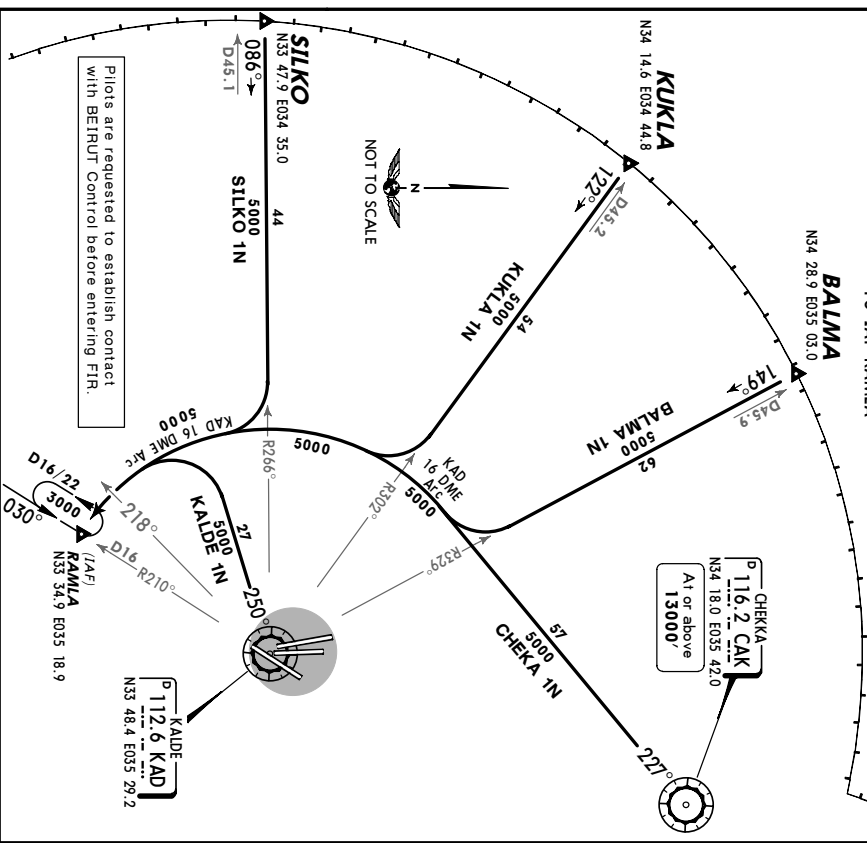 SILKO
N33 47.9 E034 35.0
086°
D45.1
44
5000
SILKO 1N
Pilots are requested to establish contact
with BEIRUT Control before entering FIR.
KUKLA
N34 14.6 E034 44.8
122°
D45.2
54
5000
KUKLA 1N
NOT TO SCALE
N
BALMA
N34 28.9 E035 03.0
149°
D45.9
BALMA 1N
5000
62
KAD 16 DME Arc
5000
R266°
5000
R302°
KAD
16 DME
Arc
5000
R329°
D16/22
3000
030°
218°
D16 R210°
(IAF)
RAMLA
N33 34.9 E035 18.9
27
5000
KALDE 1N
250°
57
5000
CHEKA 1N
227°
CHEKKA
D 116.2 CAK
N34 18.0 E035 42.0
At or above
13000'
KALDE
D 112.6 KAD
N33 48.4 E035 29.2